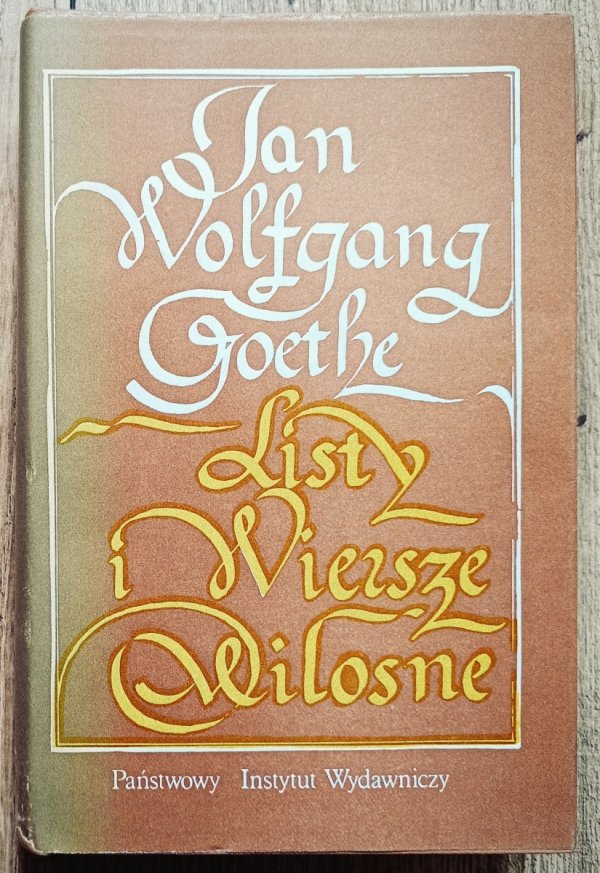 Jan
Wolfgang
Goethe
Listy
i Wiersze
Miłosne
Państwowy Instytut Wydawniczy